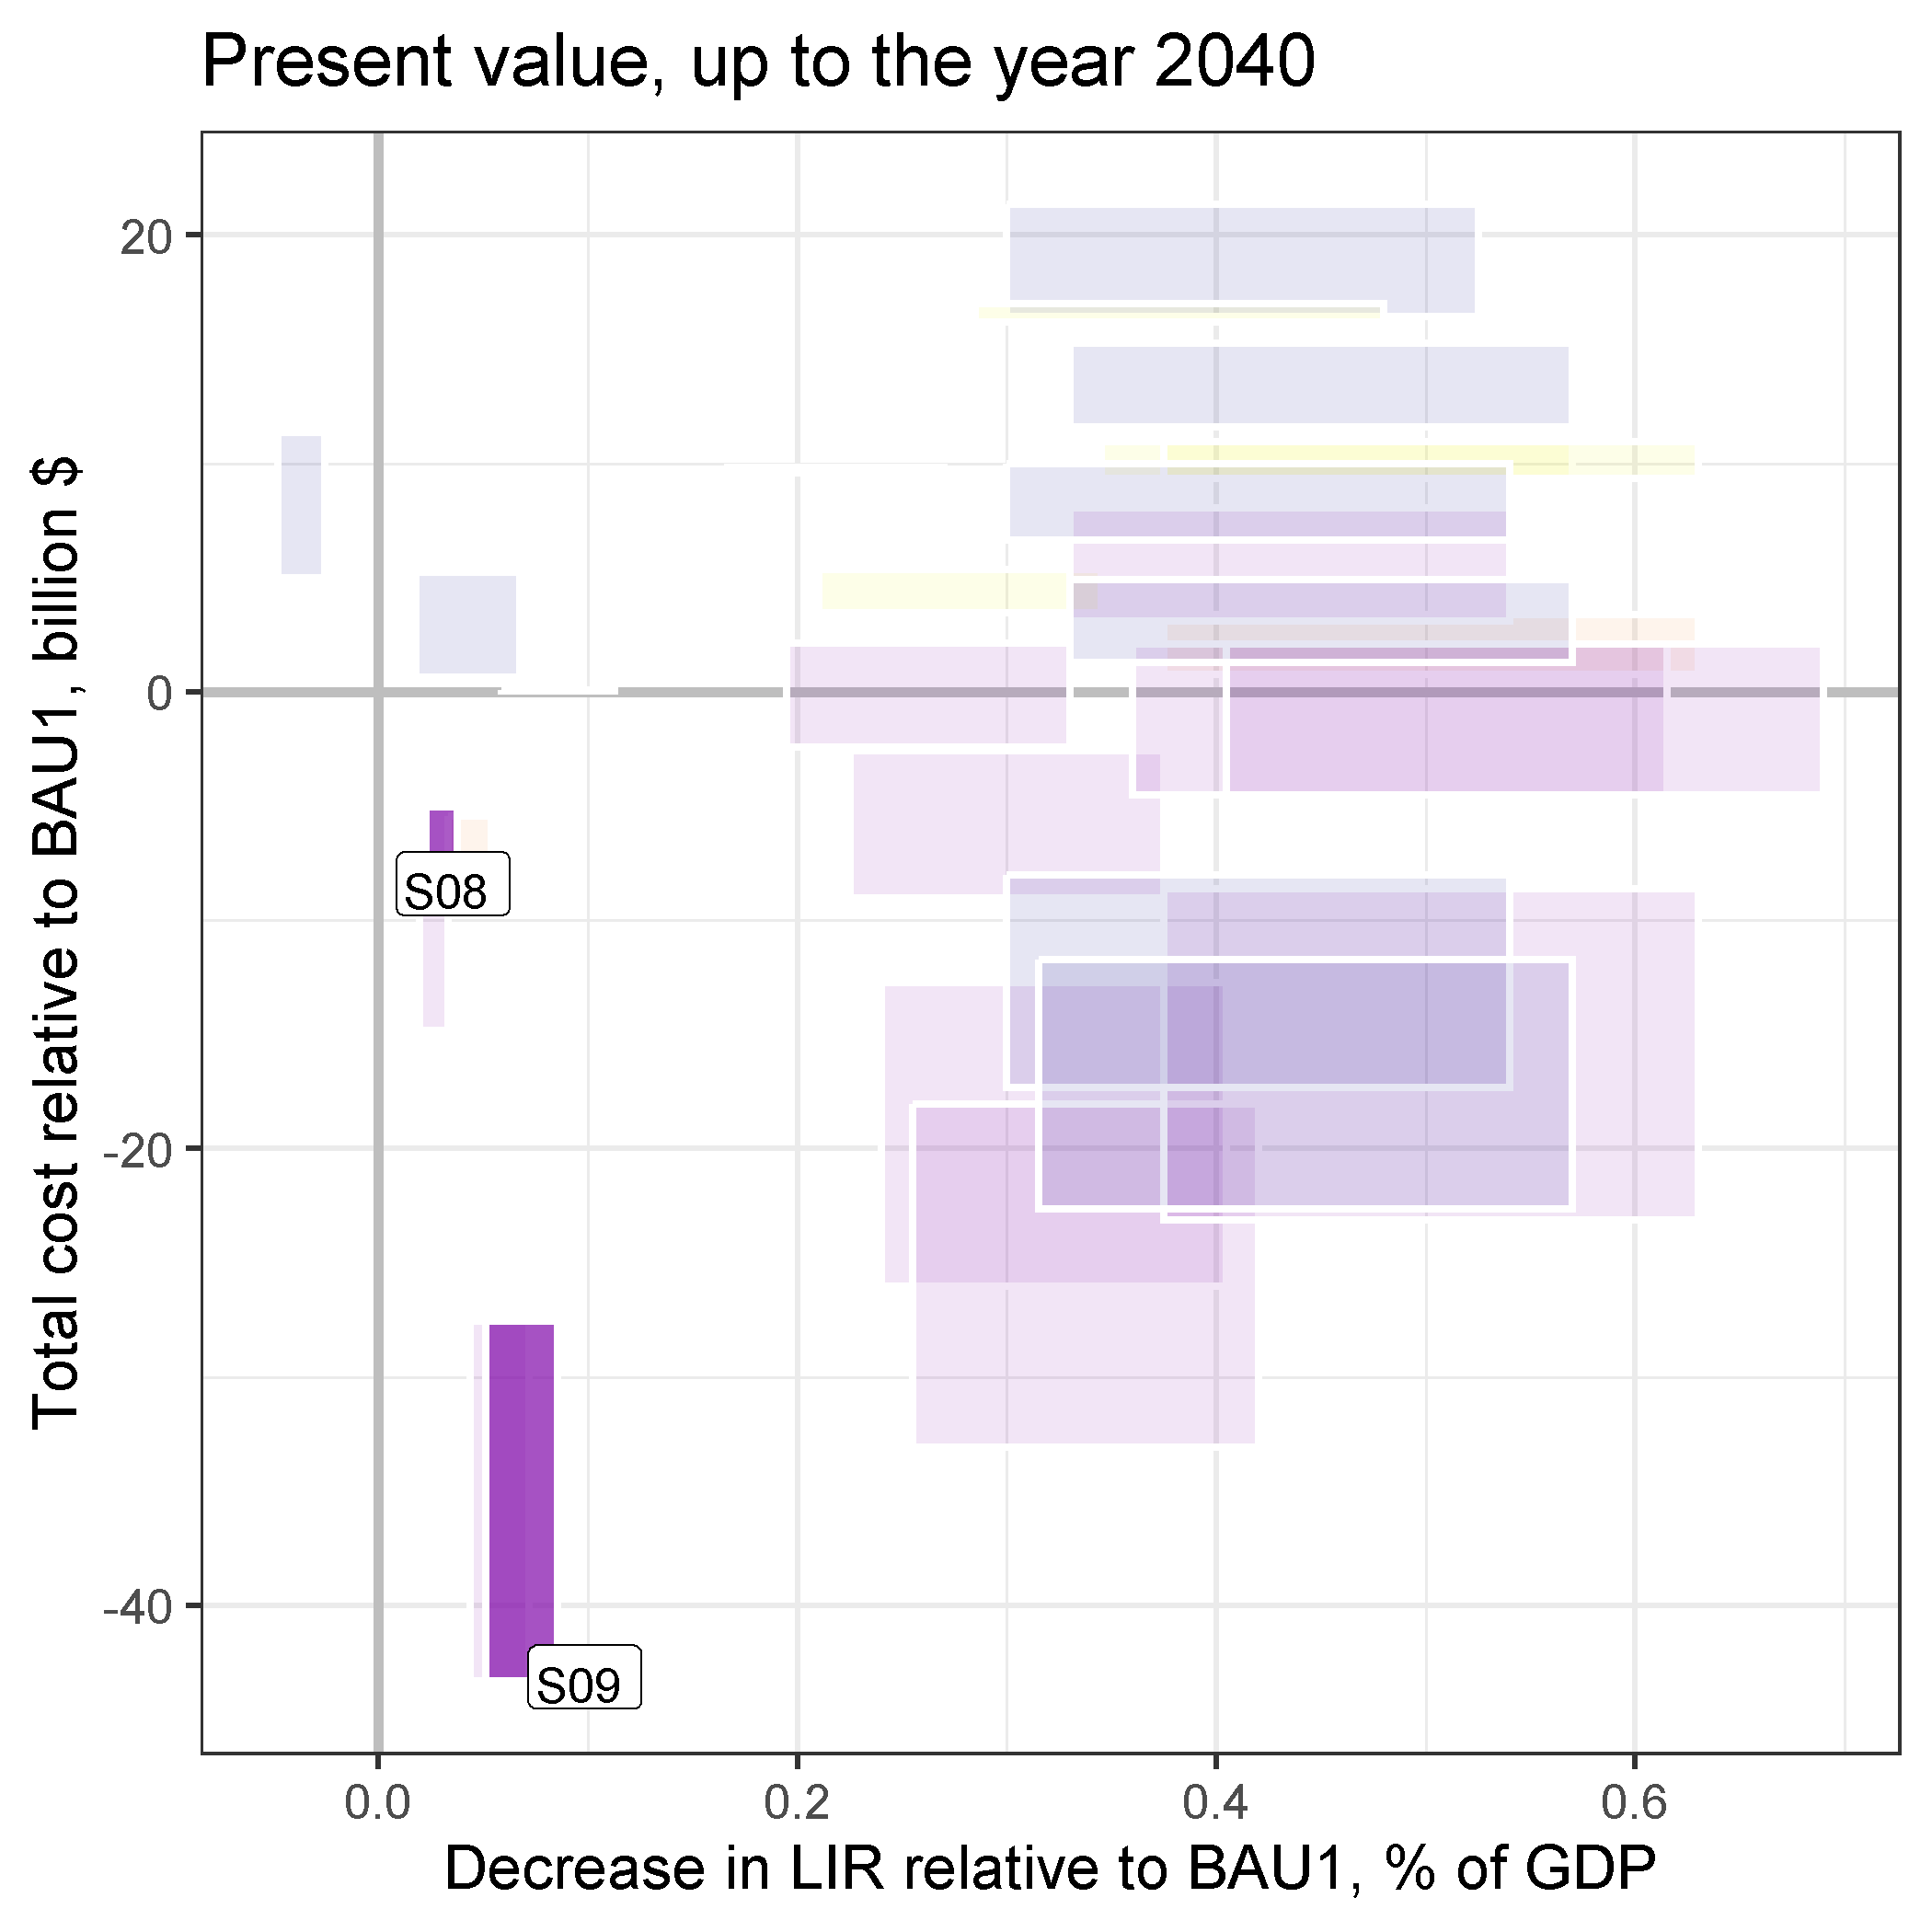 Present value, up to the year 2040
Total cost relative to BAU1, billion $
20
0
-20
-40
S08
S09
0.0
0.2
0.4
0.6
Decrease in LIR relative to BAU1, % of GDP